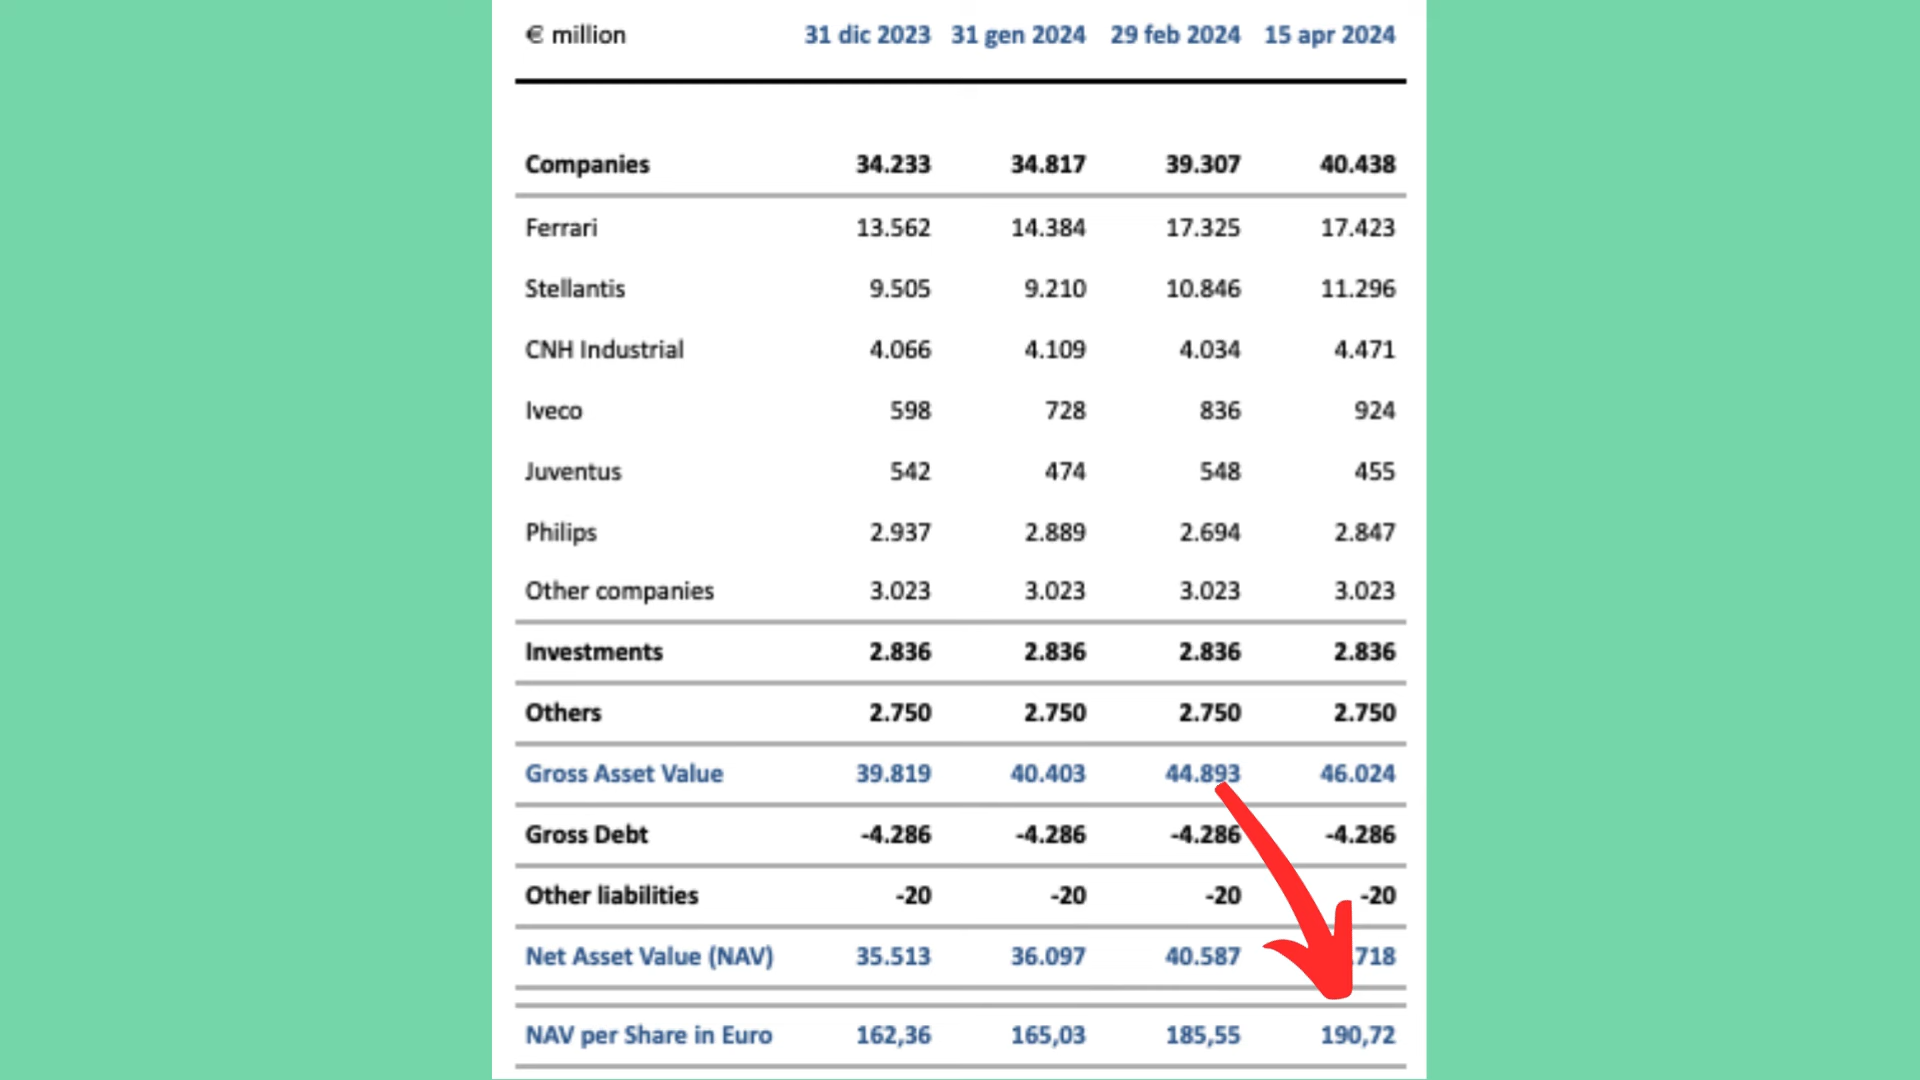 € million 31 dic 2023 31 gen 2024 29 feb 2024 15 apr 2024
Companies 34.233 34.817 39.307 40.438
Ferrari 13.562 14.384 17.325 17.423
Stellantis 9.505 9.210 10.846 11.296
CNH Industrial 4.066 4.109 4.034 4.471
Iveco 598 728 836 924
Juventus 542 474 548 455
Philips 2.937 2.889 2.694 2.847
Other companies 3.023 3.023 3.023 3.023
Investments 2.836 2.836 2.836 2.836
Others 2.750 2.750 2.750 2.750
Gross Asset Value 39.819 40.403 44.893 46.024
Gross Debt -4.286 -4.286 -4.286 -4.286
Other liabilities -20 -20 -20 -20
Net Asset Value (NAV) 35.513 36.097 40.587 .718
NAV per Share in Euro 162,36 165,03 185,55 190,72